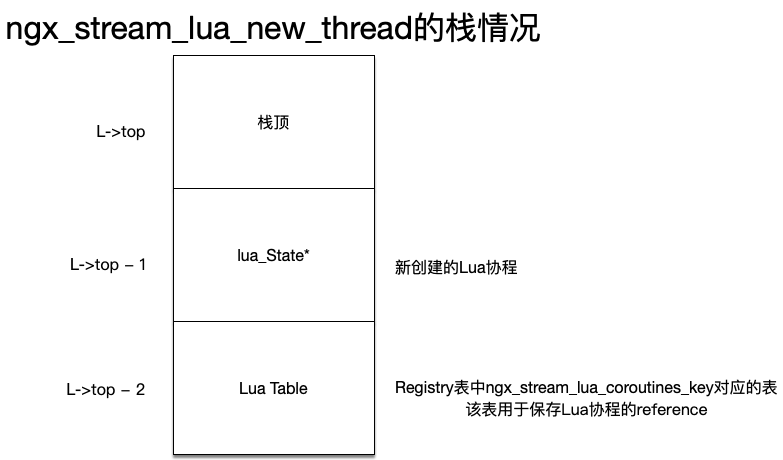 ngx_stream_lua_new_thread的栈情况
L->top
栈顶
L->top – 1
lua_State*
新创建的Lua协程
L->top – 2
Lua Table
Registry表中ngx_stream_lua_coroutines_key对应的表
该表用于保存Lua协程的reference